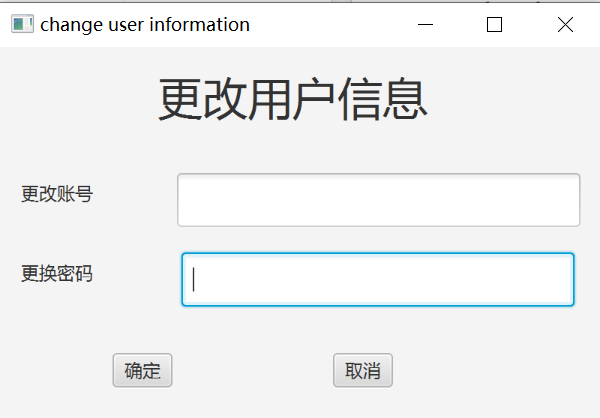 change user information
更改用户信息
更改账号
更换密码
确定
取消